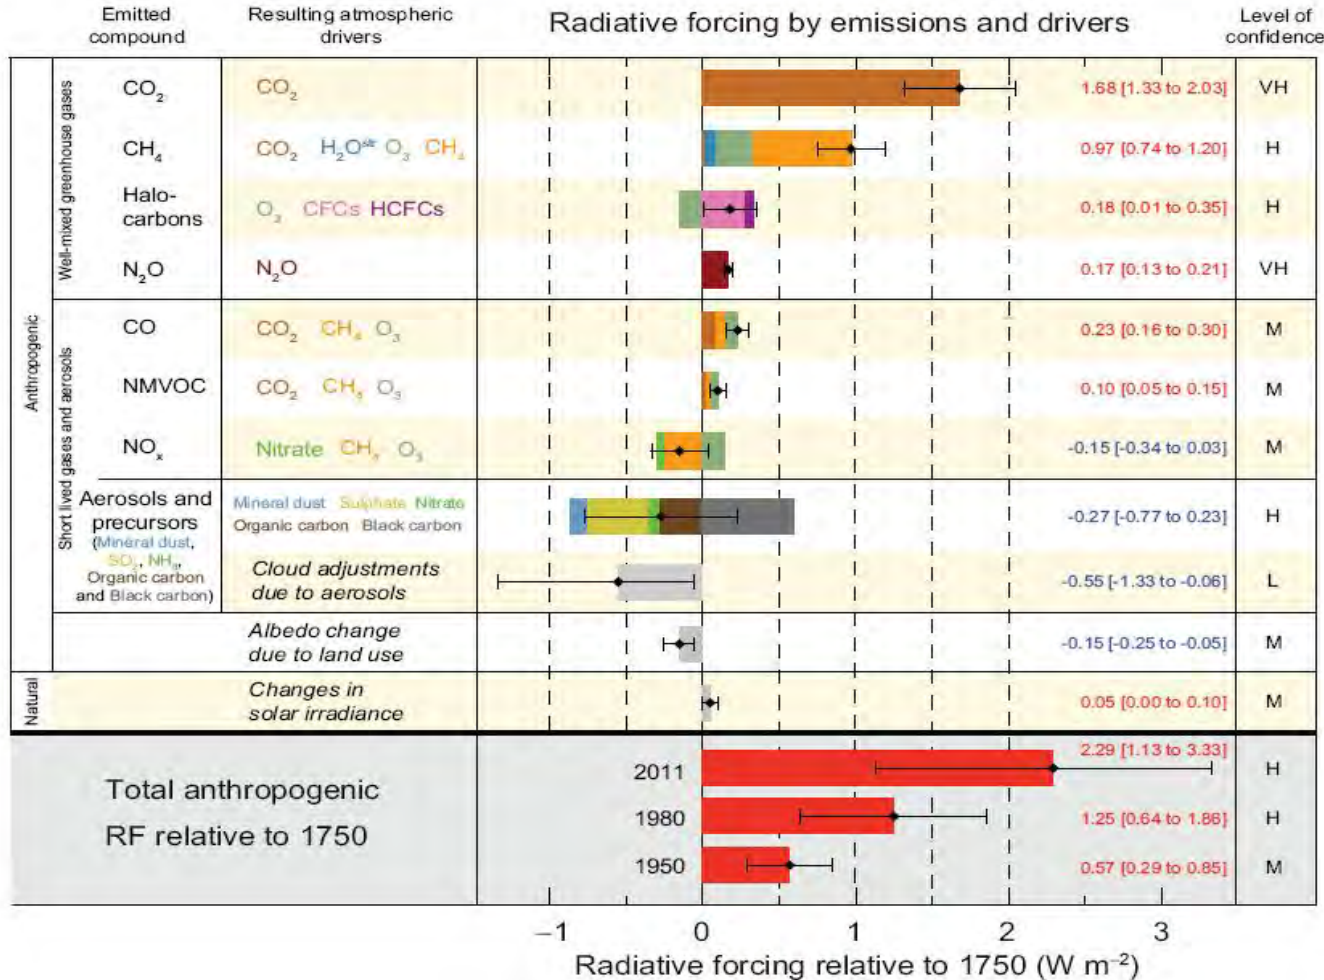 Emitted compound
Resulting atmospheric drivers
Radiative forcing by emissions and drivers
Level of confidence
Anthropogenic
Well-mixed greenhouse gases
CO₂
CO₂
1.68 [1.33 to 2.03]
VH
CH₄
CO₂ H₂O O₃ CH₄
0.97 [0.74 to 1.20]
H
Halo-
carbons
O₃ CFCs HCFCs
0.18 [0.01 to 0.35]
H
N₂O
N₂O
0.17 [0.13 to 0.21]
VH
Short lived gases and aerosols
CO
CO₂ CH₄ O₃
0.23 [0.16 to 0.30]
M
NMVOC
CO₂ CH₄ O₃
0.10 [0.05 to 0.15]
M
NOₓ
Nitrate CH₄ O₃
-0.15 [-0.34 to 0.03]
M
Aerosols and
precursors
(Mineral dust,
SO₂, NH₃,
Organic carbon
and Black carbon)
Mineral dust Sulphate Nitrate
Organic carbon Black carbon
-0.27 [-0.77 to 0.23]
H
Cloud adjustments
due to aerosols
-0.55 [-1.33 to -0.06]
L
Albedo change
due to land use
-0.15 [-0.25 to -0.05]
M
Natural
Changes in
solar irradiance
0.05 [0.00 to 0.10]
M
Total anthropogenic
RF relative to 1750
2011
2.29 [1.13 to 3.33]
H
1980
1.25 [0.64 to 1.86]
H
1950
0.57 [0.29 to 0.85]
M
−1 0 1 2 3
Radiative forcing relative to 1750 (W m⁻²)